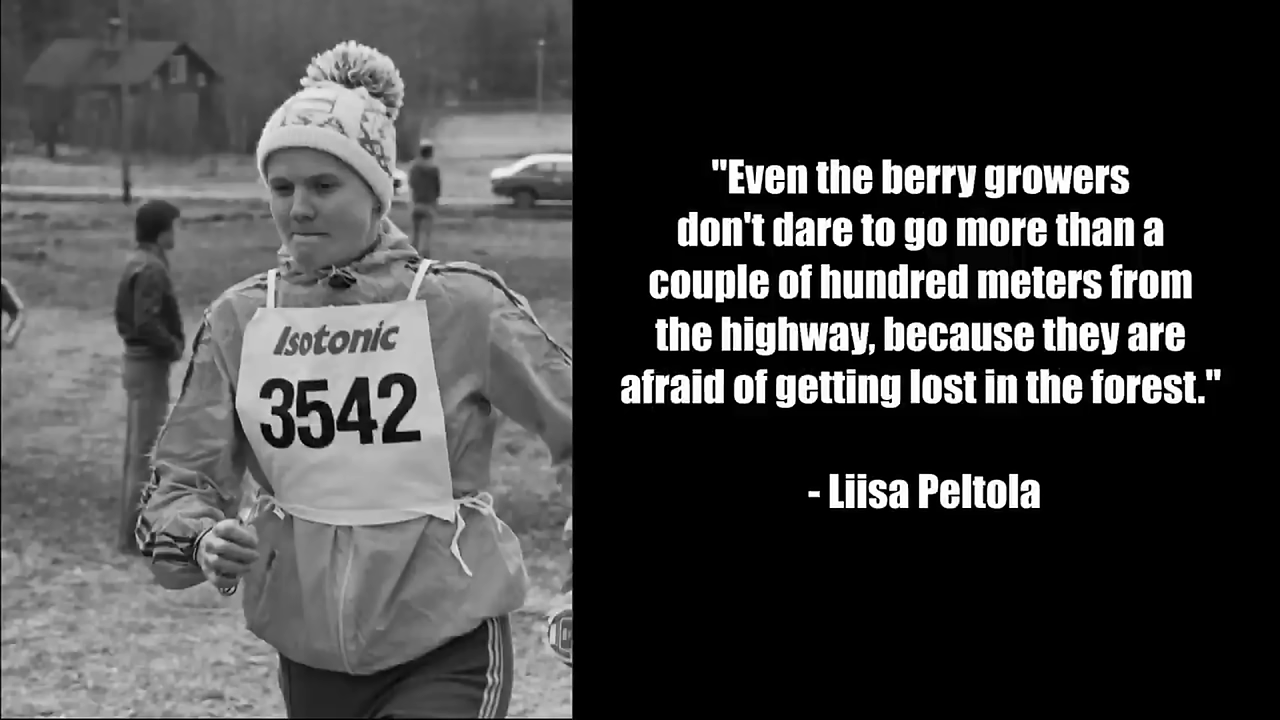 Isotonic
3542
"Even the berry growers
don't dare to go more than a
couple of hundred meters from
the highway, because they are
afraid of getting lost in the forest."
- Liisa Peltola